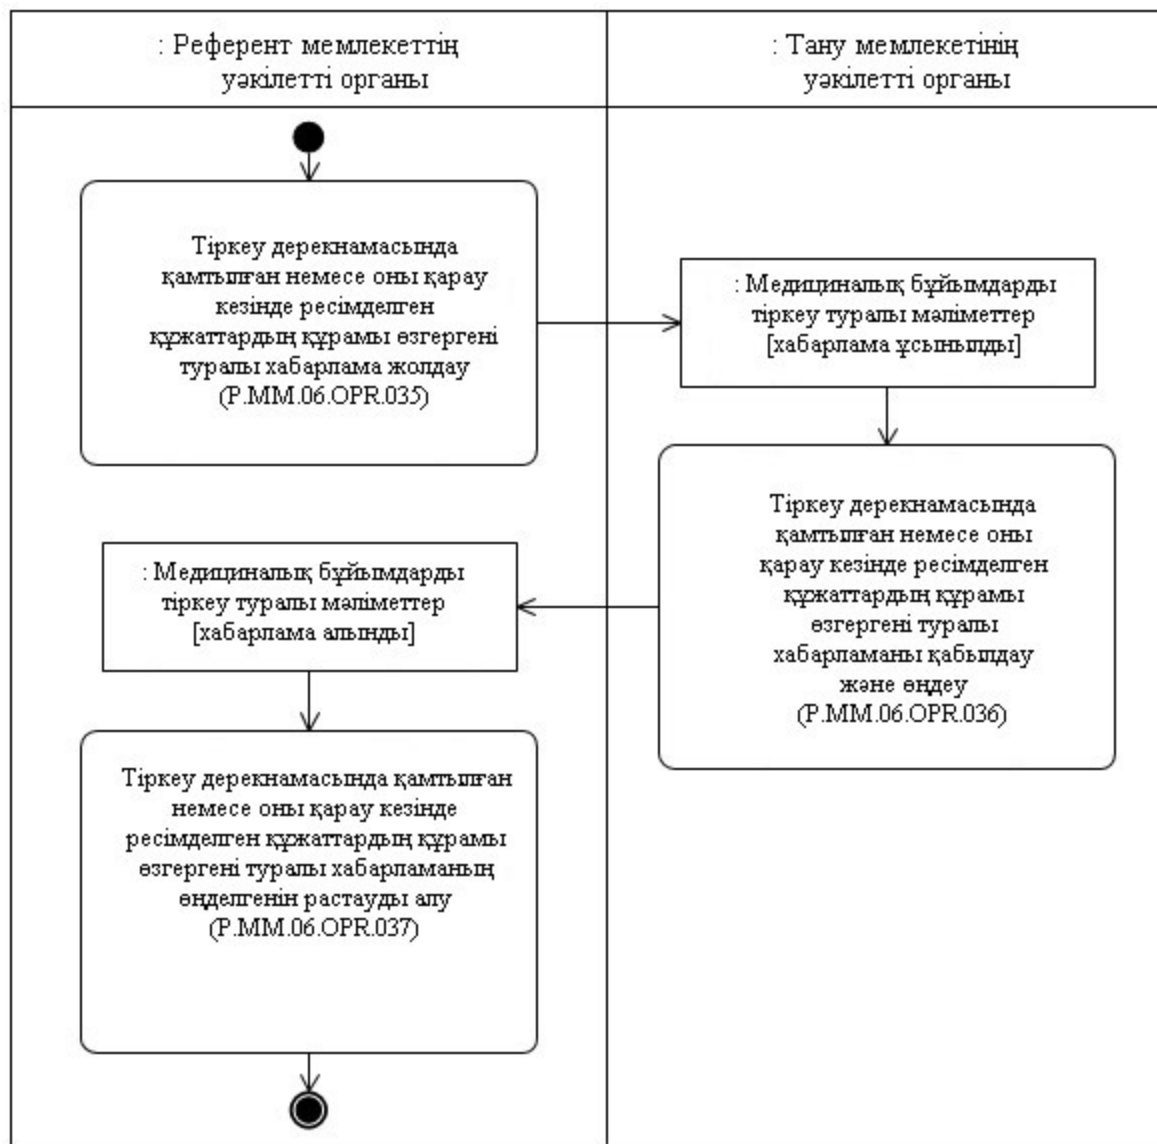 : Референт мемлекеттің
уәкілетті органы
: Тану мемлекетінің
уәкілетті органы
Тіркеу дерекнамасында
қамтылған немесе оны қарау
кезінде ресімделген
құжаттардың құрамы өзгергені
туралы хабарлама жолдау
(P.MM.06.OPR.035)
: Медициналық бұйымдарды
тіркеу туралы мәліметтер
[хабарлама ұсынылды]
Тіркеу дерекнамасында
қамтылған немесе оны
қарау кезінде ресімделген
құжаттардың құрамы
өзгергені туралы
хабарламаны қабылдау
және өңдеу
(P.MM.06.OPR.036)
: Медициналық бұйымдарды
тіркеу туралы мәліметтер
[хабарлама алынды]
Тіркеу дерекнамасында қамтылған
немесе оны қарау кезінде
ресімделген құжаттардың құрамы
өзгергені туралы хабарламаның
өңделгенін растауды алу
(P.MM.06.OPR.037)